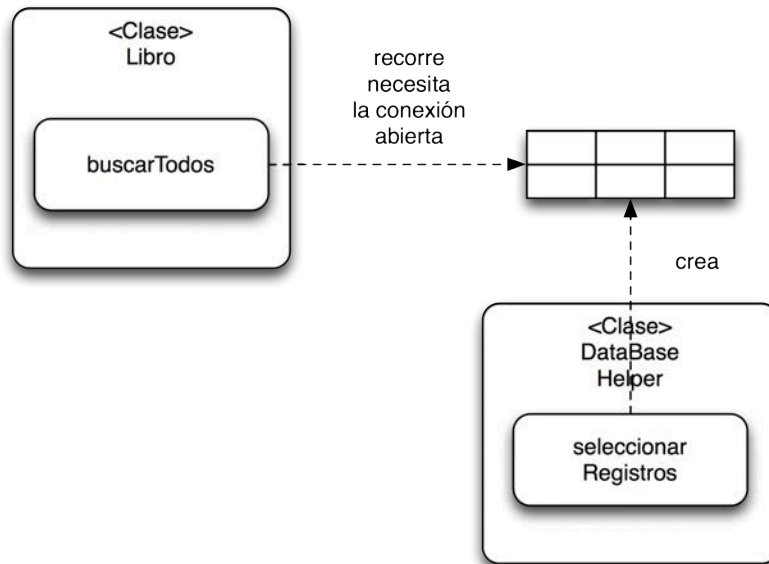 <Clase>
Libro
buscarTodos
recorre
necesita
la conexión
abierta
crea
<Clase>
DataBase
Helper
seleccionar
Registros